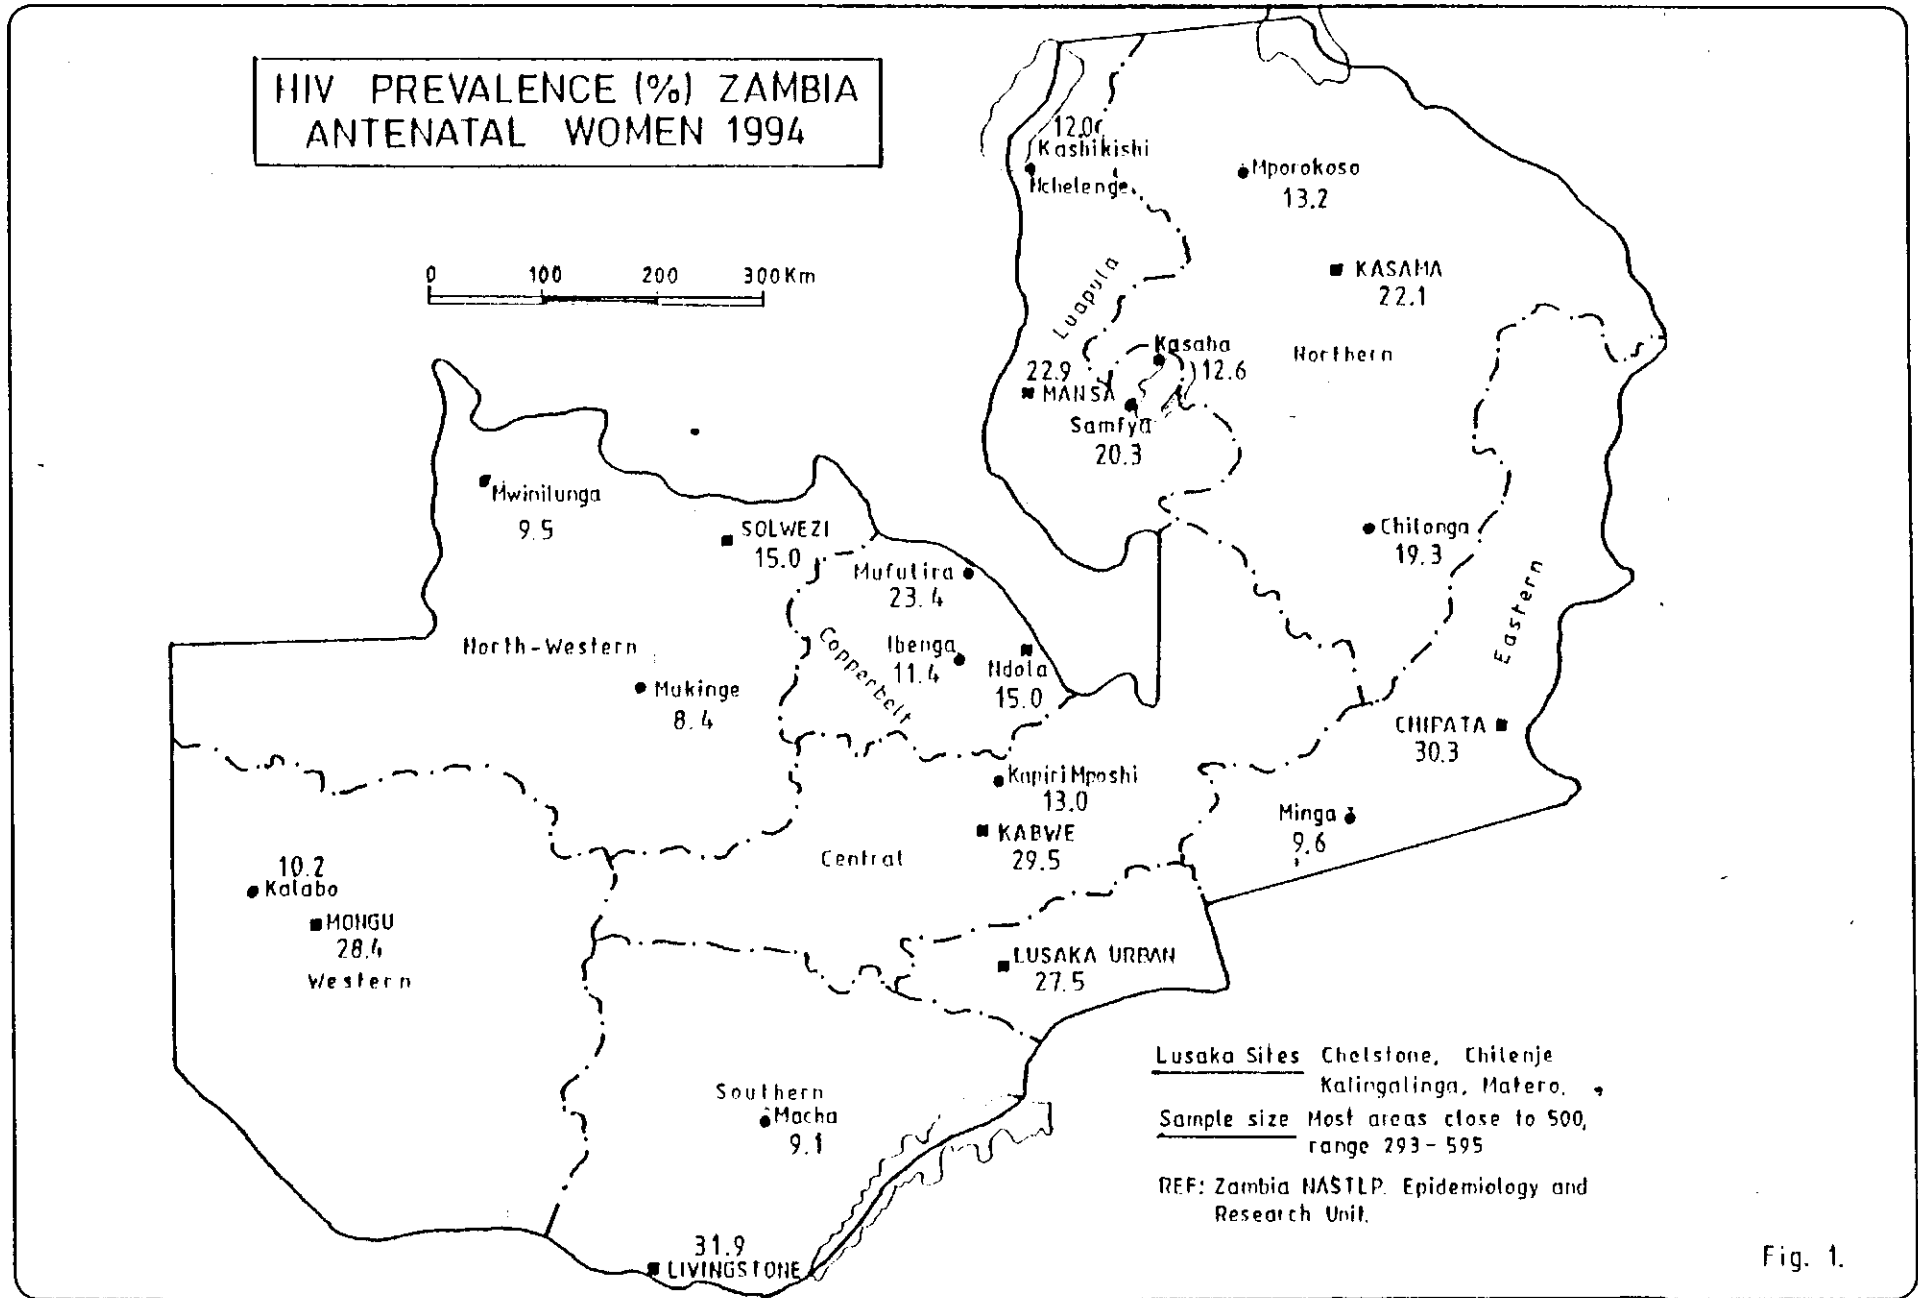 HIV PREVALENCE (%) ZAMBIA
ANTENATAL WOMEN 1994
0 100 200 300 Km
12.0
Kashikishi
Nchelenge
Mporokoso
13.2
KASAMA
22.1
Luapula
Northern
Kasaba
12.6
22.9
MANSA
Samfya
20.3
Chilonga
19.3
Eastern
Mwinilunga
9.5
SOLWEZI
15.0
Mufulira
23.4
North-Western
Copperbelt
Ibenga
11.4
Ndola
15.0
Mukinge
8.4
CHIPATA
30.3
Kapiri Mposhi
13.0
Minga
9.6
KABWE
29.5
Central
10.2
Kalabo
MONGU
28.4
Western
LUSAKA URBAN
27.5
Southern
Macha
9.1
31.9
LIVINGSTONE
Lusaka Sites Chelstone, Chilenje
Kalingalinga, Matero.
Sample size Most areas close to 500,
range 293-595
REF: Zambia NASTLP. Epidemiology and
Research Unit.
Fig. 1.